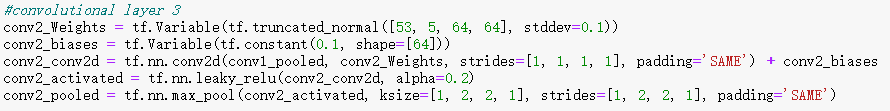 #convolutional layer 3
conv2_Weights = tf.Variable(tf.truncated_normal([53, 5, 64, 64], stddev=0.1))
conv2_biases = tf.Variable(tf.constant(0.1, shape=[64]))
conv2_conv2d = tf.nn.conv2d(conv1_pooled, conv2_Weights, strides=[1, 1, 1, 1], padding='SAME') + conv2_biases
conv2_activated = tf.nn.leaky_relu(conv2_conv2d, alpha=0.2)
conv2_pooled = tf.nn.max_pool(conv2_activated, ksize=[1, 2, 2, 1], strides=[1, 2, 2, 1], padding='SAME')